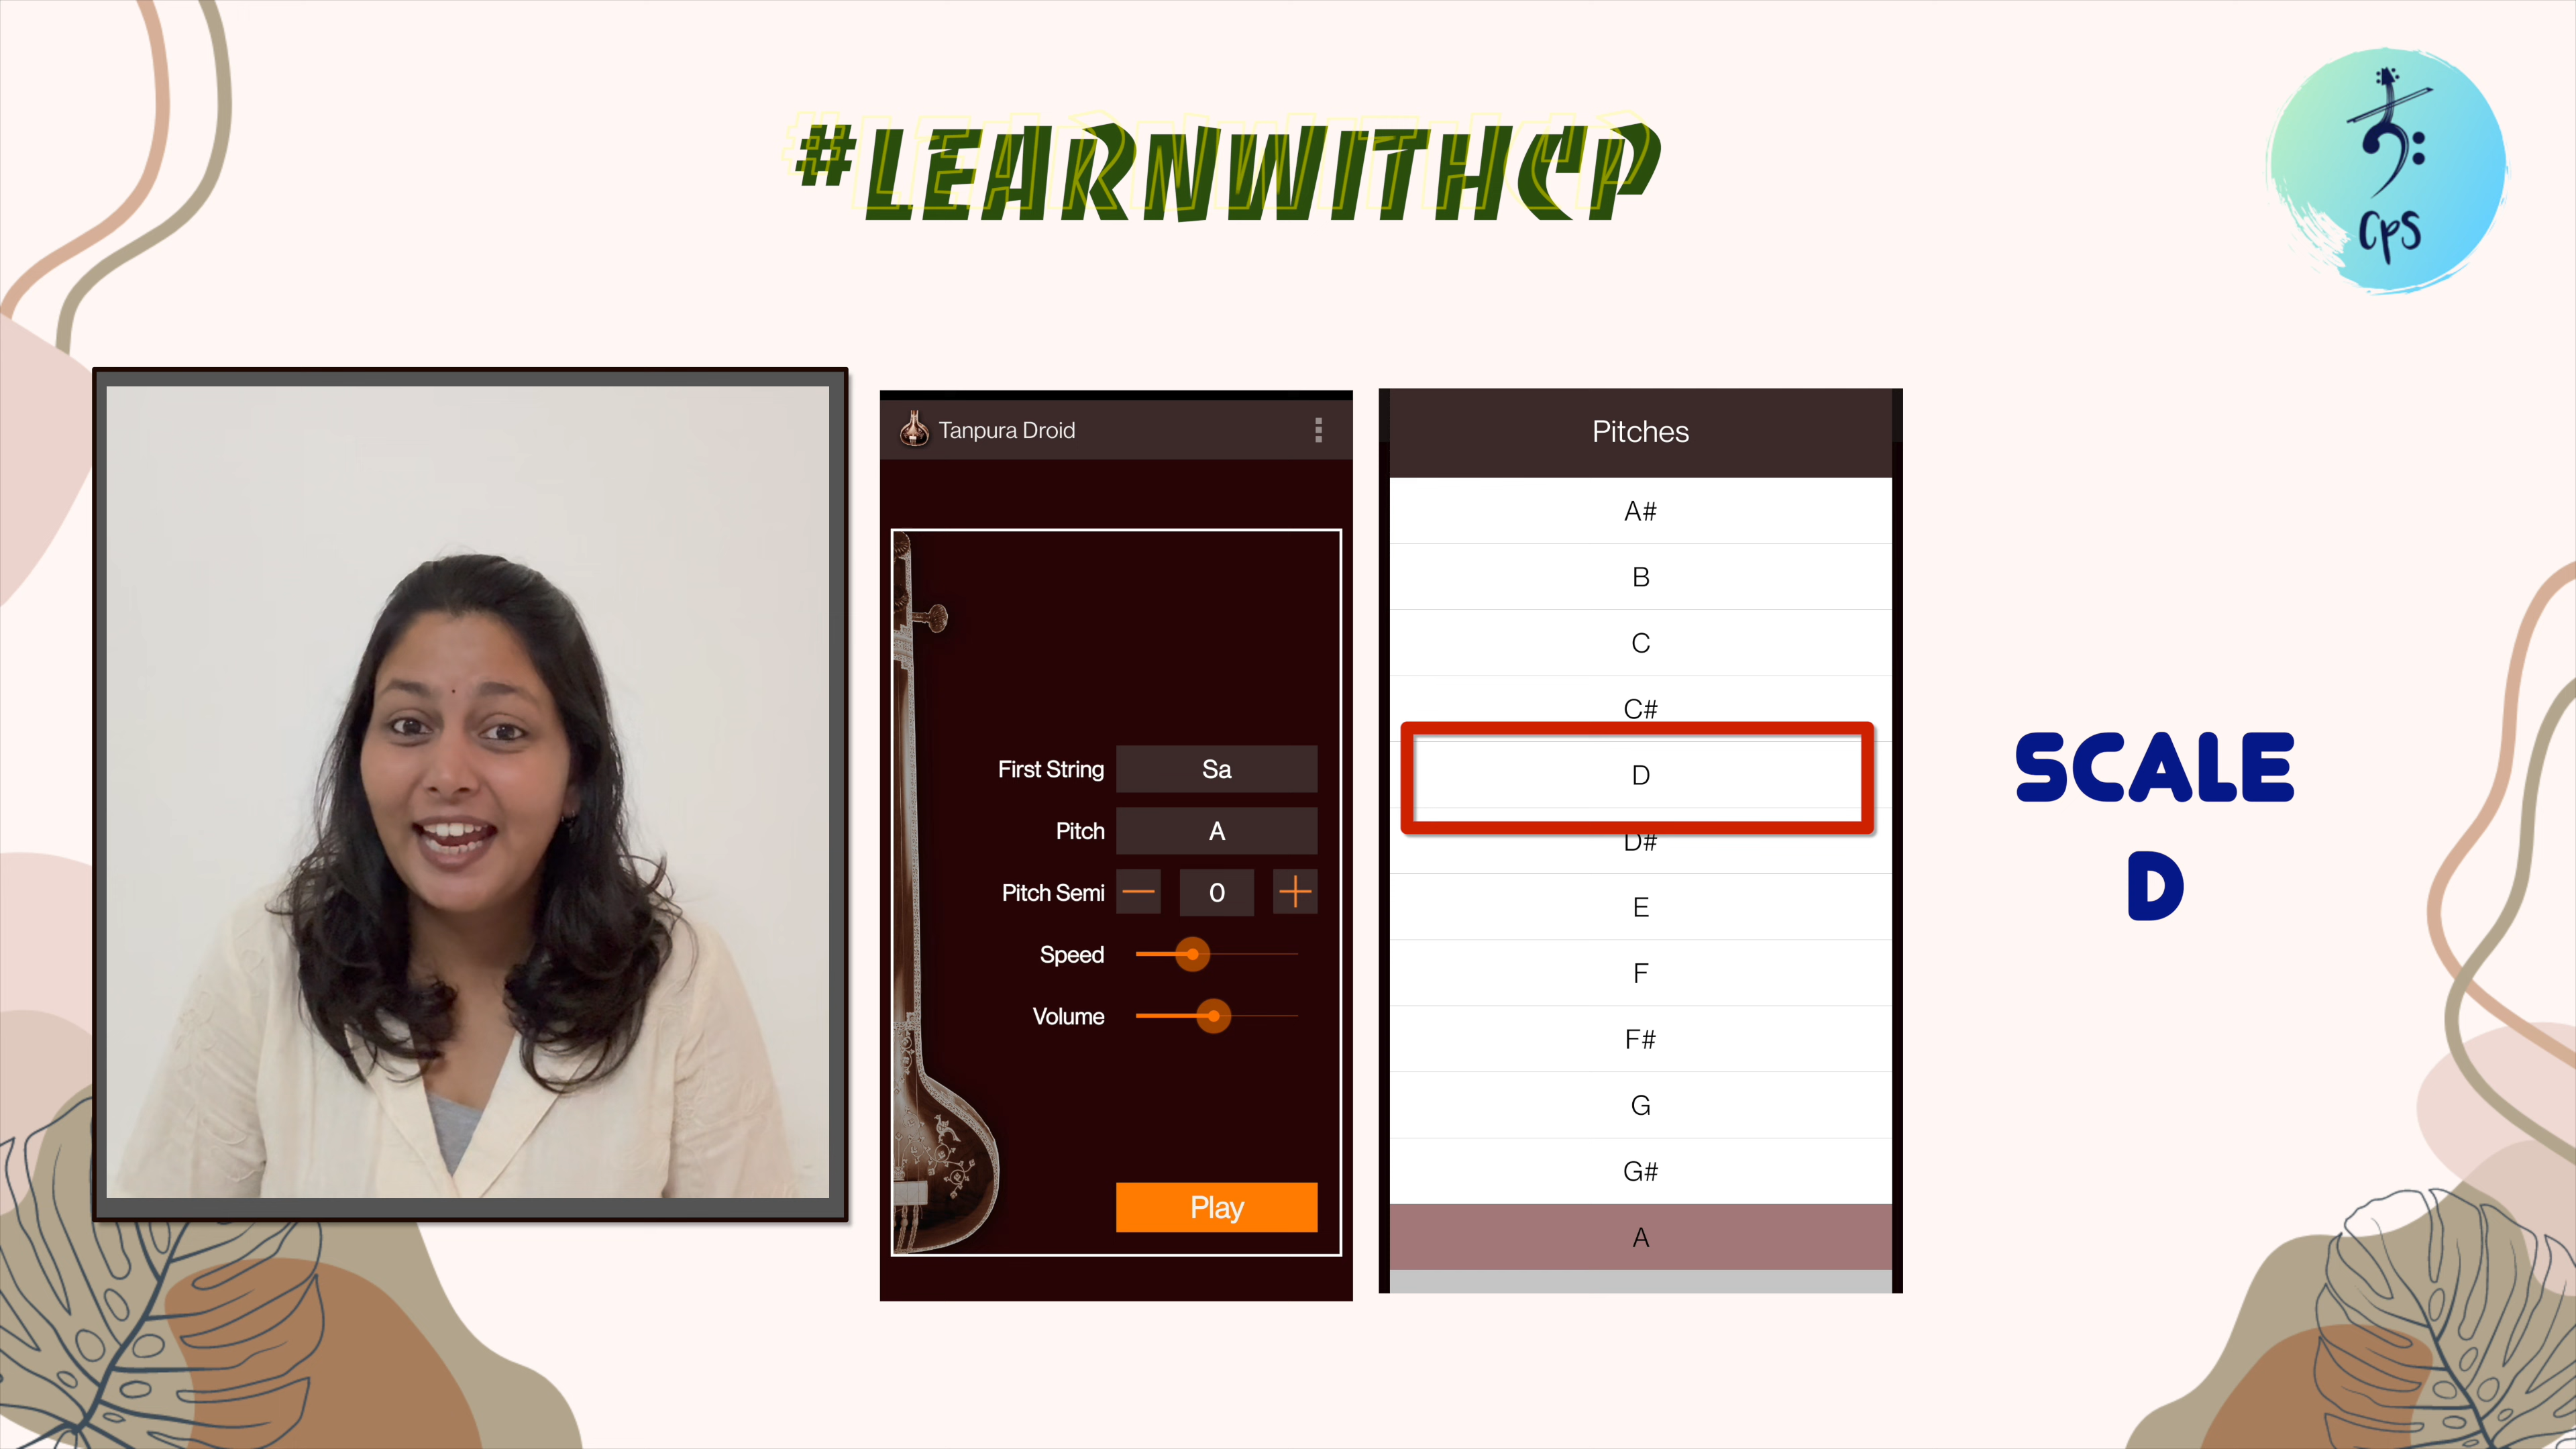 #LEARNWITHCP
CPS
Tanpura Droid
First String Sa
Pitch A
Pitch Semi — 0 +
Speed
Volume
Play
Pitches
A#
B
C
C#
D
D#
E
F
F#
G
G#
A
SCALE
D